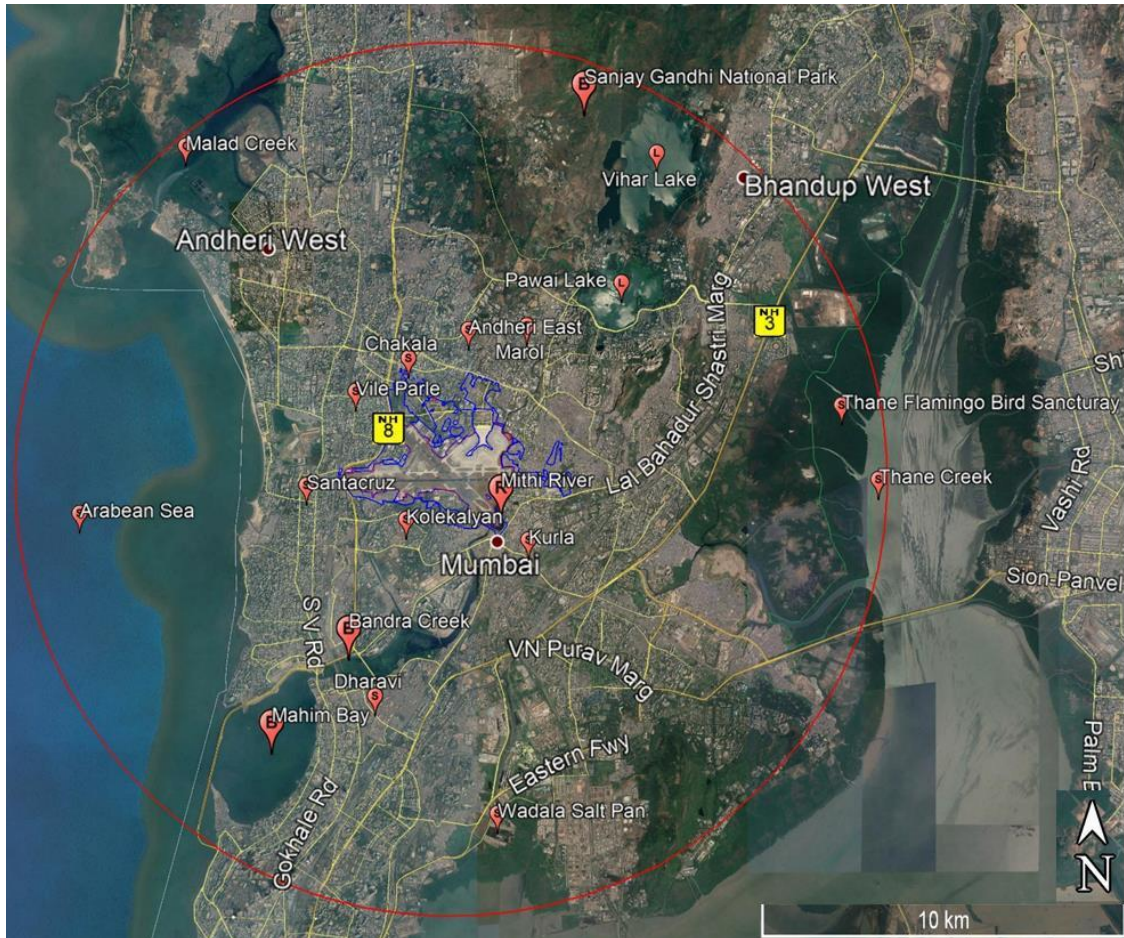 Sanjay Gandhi National Park
B
Malad Creek
L
Vihar Lake
Bhandup West
Andheri West
Pawai Lake
L
NH
3
Andheri East
Marol
Chakala
S
Vile Parle
S
NH
8
Lal Bahadur Shastri Marg
Shi
Thane Flamingo Bird Sancturay
S
Santacruz
S
Mithi River
R
Thane Creek
S
Vashi Rd
Arabean Sea
S
Kolekalyan
S
Kurla
S
Mumbai
Sion-Panvel
Bandra Creek
B
S V Rd
VN Purav Marg
Dharavi
S
Mahim Bay
B
Eastern Fwy
Palm B
Gokhale Rd
Wadala Salt Pan
S
N
10 km